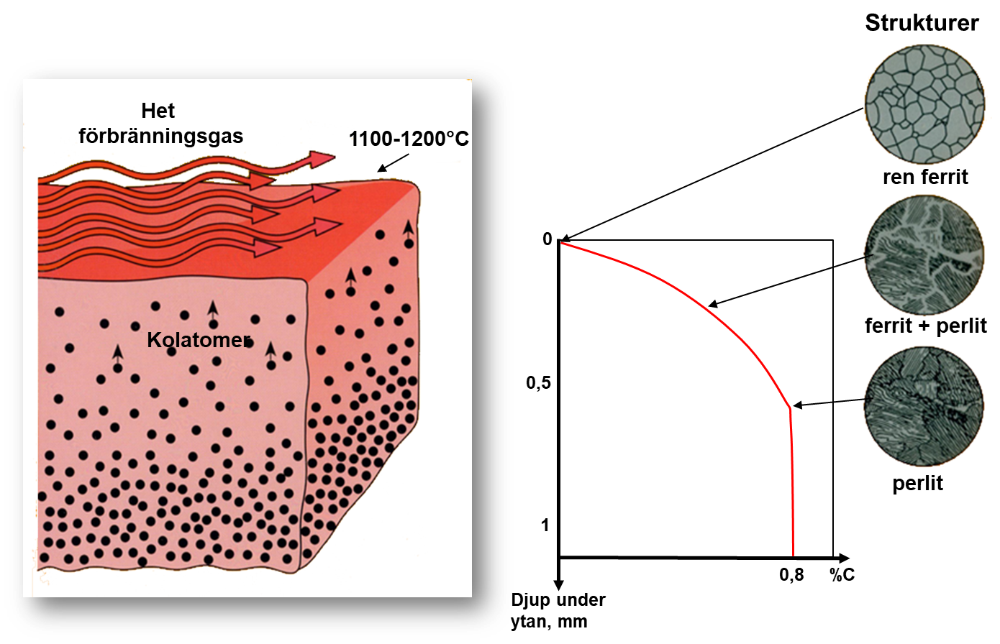 Het
förbränningsgas
1100-1200°C
Kolatomer
Strukturer
ren ferrit
ferrit + perlit
perlit
0
0,5
1
0,8
%C
Djup under
ytan, mm